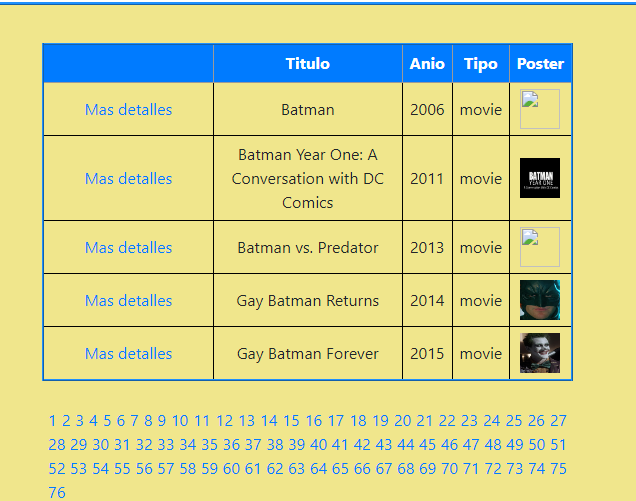 Titulo Anio Tipo Poster
Mas detalles Batman 2006 movie
Mas detalles Batman Year One: A Conversation with DC Comics 2011 movie BATMAN YEAR ONE
Mas detalles Batman vs. Predator 2013 movie
Mas detalles Gay Batman Returns 2014 movie
Mas detalles Gay Batman Forever 2015 movie
1 2 3 4 5 6 7 8 9 10 11 12 13 14 15 16 17 18 19 20 21 22 23 24 25 26 27
28 29 30 31 32 33 34 35 36 37 38 39 40 41 42 43 44 45 46 47 48 49 50 51
52 53 54 55 56 57 58 59 60 61 62 63 64 65 66 67 68 69 70 71 72 73 74 75
76